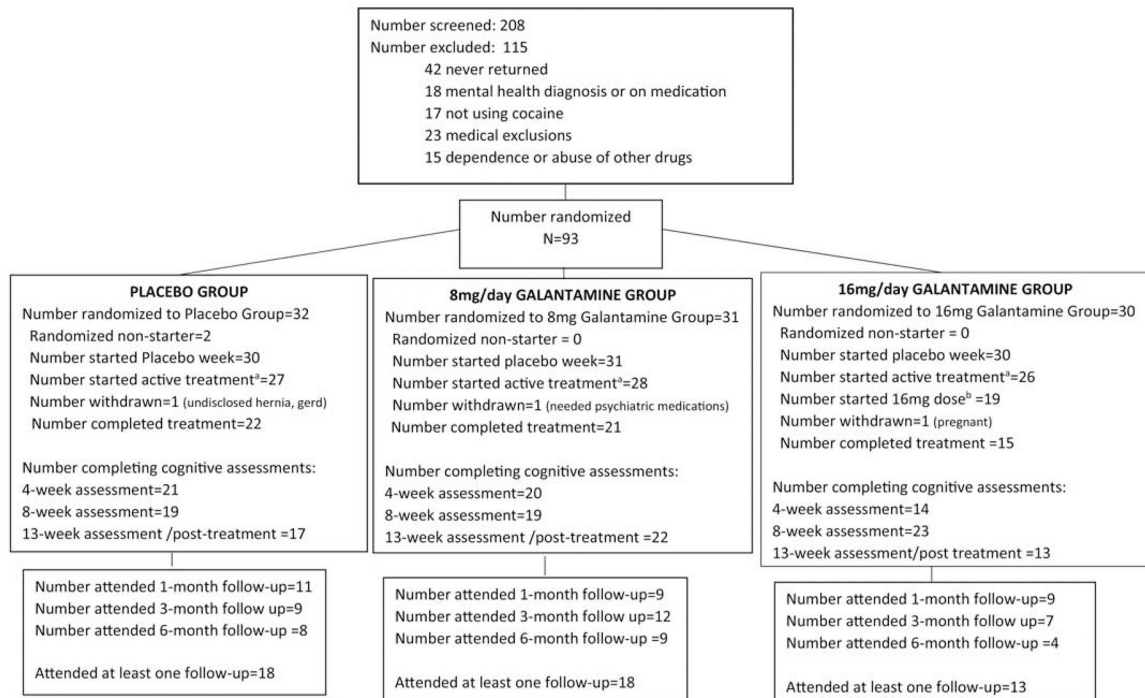 Number screened: 208
Number excluded: 115
42 never returned
18 mental health diagnosis or on medication
17 not using cocaine
23 medical exclusions
15 dependence or abuse of other drugs
Number randomized
N=93
PLACEBO GROUP
Number randomized to Placebo Group=32
Randomized non-starter=2
Number started Placebo week=30
Number started active treatmentᵃ=27
Number withdrawn=1 (undisclosed hernia, gerd)
Number completed treatment=22
Number completing cognitive assessments:
4-week assessment=21
8-week assessment=19
13-week assessment /post-treatment =17
8mg/day GALANTAMINE GROUP
Number randomized to 8mg Galantamine Group=31
Randomized non-starter = 0
Number started placebo week=31
Number started active treatmentᵃ=28
Number withdrawn=1 (needed psychiatric medications)
Number completed treatment=21
Number completing cognitive assessments:
4-week assessment=20
8-week assessment=19
13-week assessment /post-treatment =22
16mg/day GALANTAMINE GROUP
Number randomized to 16mg Galantamine Group=30
Randomized non-starter = 0
Number started placebo week=30
Number started active treatmentᵃ=26
Number started 16mg doseᵇ =19
Number withdrawn=1 (pregnant)
Number completed treatment =15
Number completing cognitive assessments:
4-week assessment=14
8-week assessment=23
13-week assessment/post treatment =13
Number attended 1-month follow-up=11
Number attended 3-month follow up=9
Number attended 6-month follow-up =8
Attended at least one follow-up=18
Number attended 1-month follow-up=9
Number attended 3-month follow up=12
Number attended 6-month follow-up =9
Attended at least one follow-up=18
Number attended 1-month follow-up=9
Number attended 3-month follow up=7
Number attended 6-month follow-up =4
Attended at least one follow-up=13